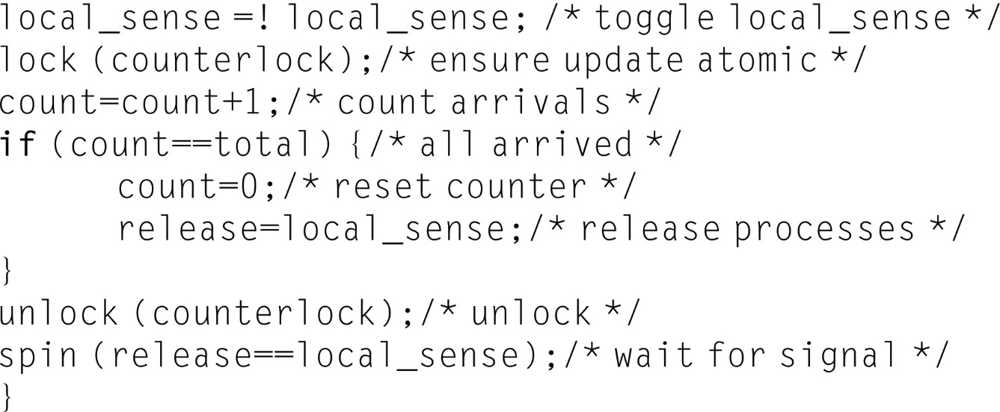 local_sense =! local_sense; /* toggle local_sense */
lock (counterlock);/* ensure update atomic */
count=count+1;/* count arrivals */
if (count==total) {/* all arrived */
count=0;/* reset counter */
release=local_sense;/* release processes */
}
unlock (counterlock);/* unlock */
spin (release==local_sense);/* wait for signal */
}